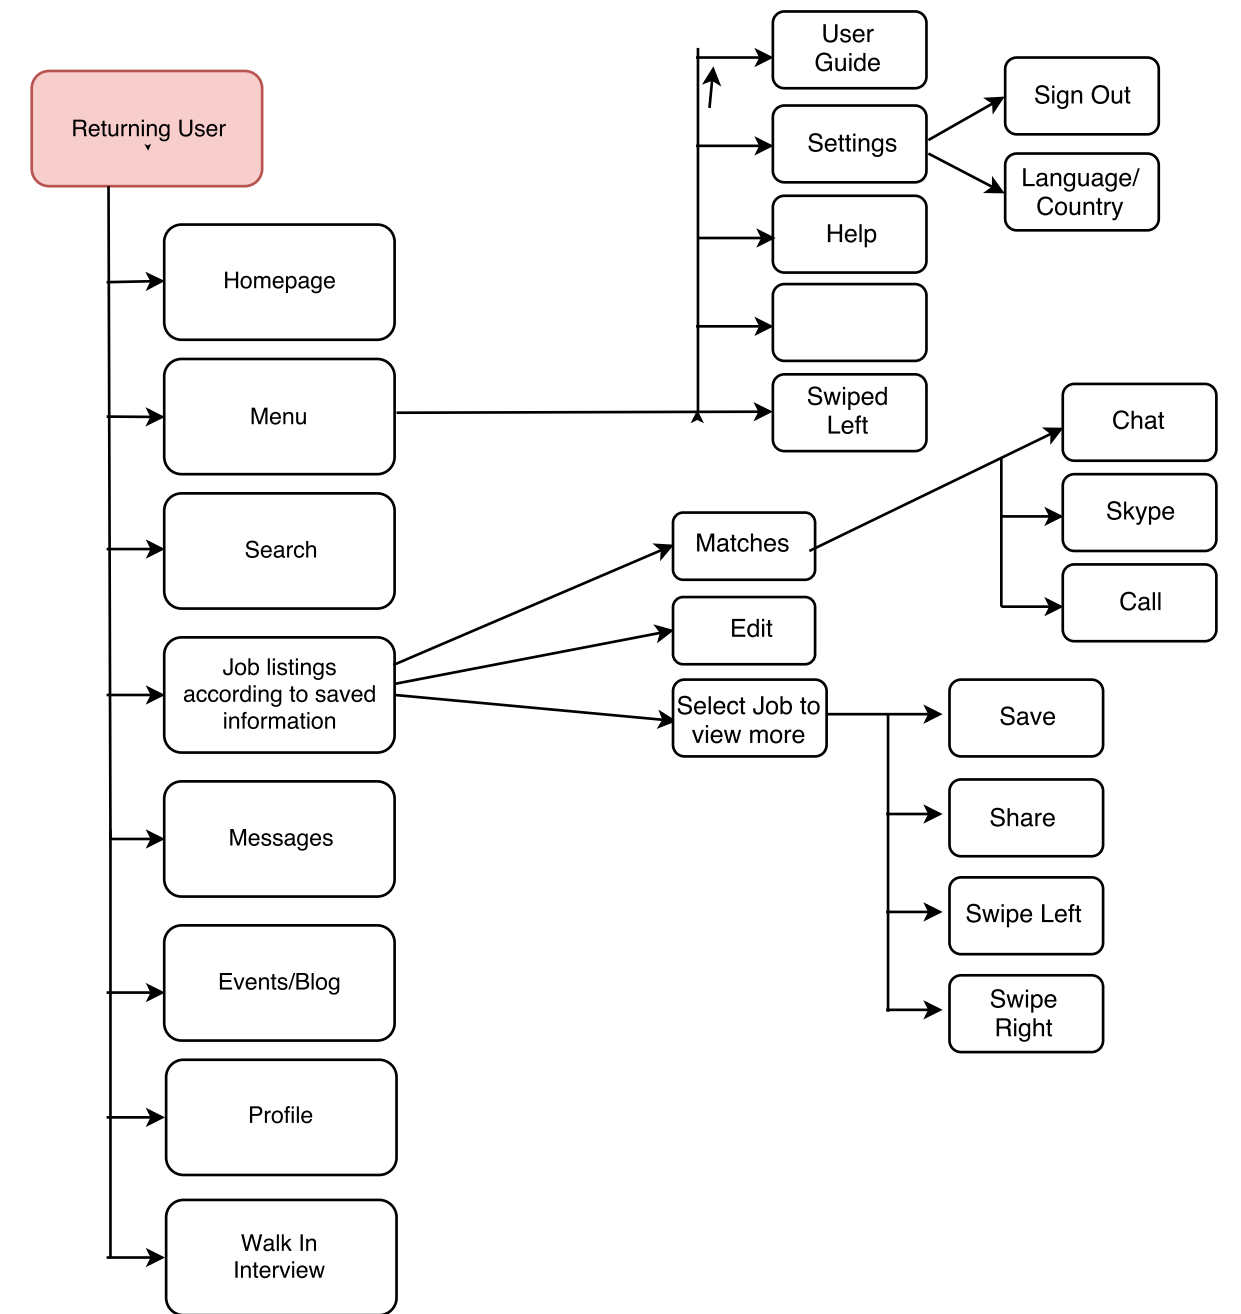 Returning User
Homepage
Menu
Search
Job listings
according to saved
information
Messages
Events/Blog
Profile
Walk In
Interview
User
Guide
Settings
Help
Swiped
Left
Sign Out
Language/
Country
Matches
Edit
Select Job to
view more
Chat
Skype
Call
Save
Share
Swipe Left
Swipe
Right